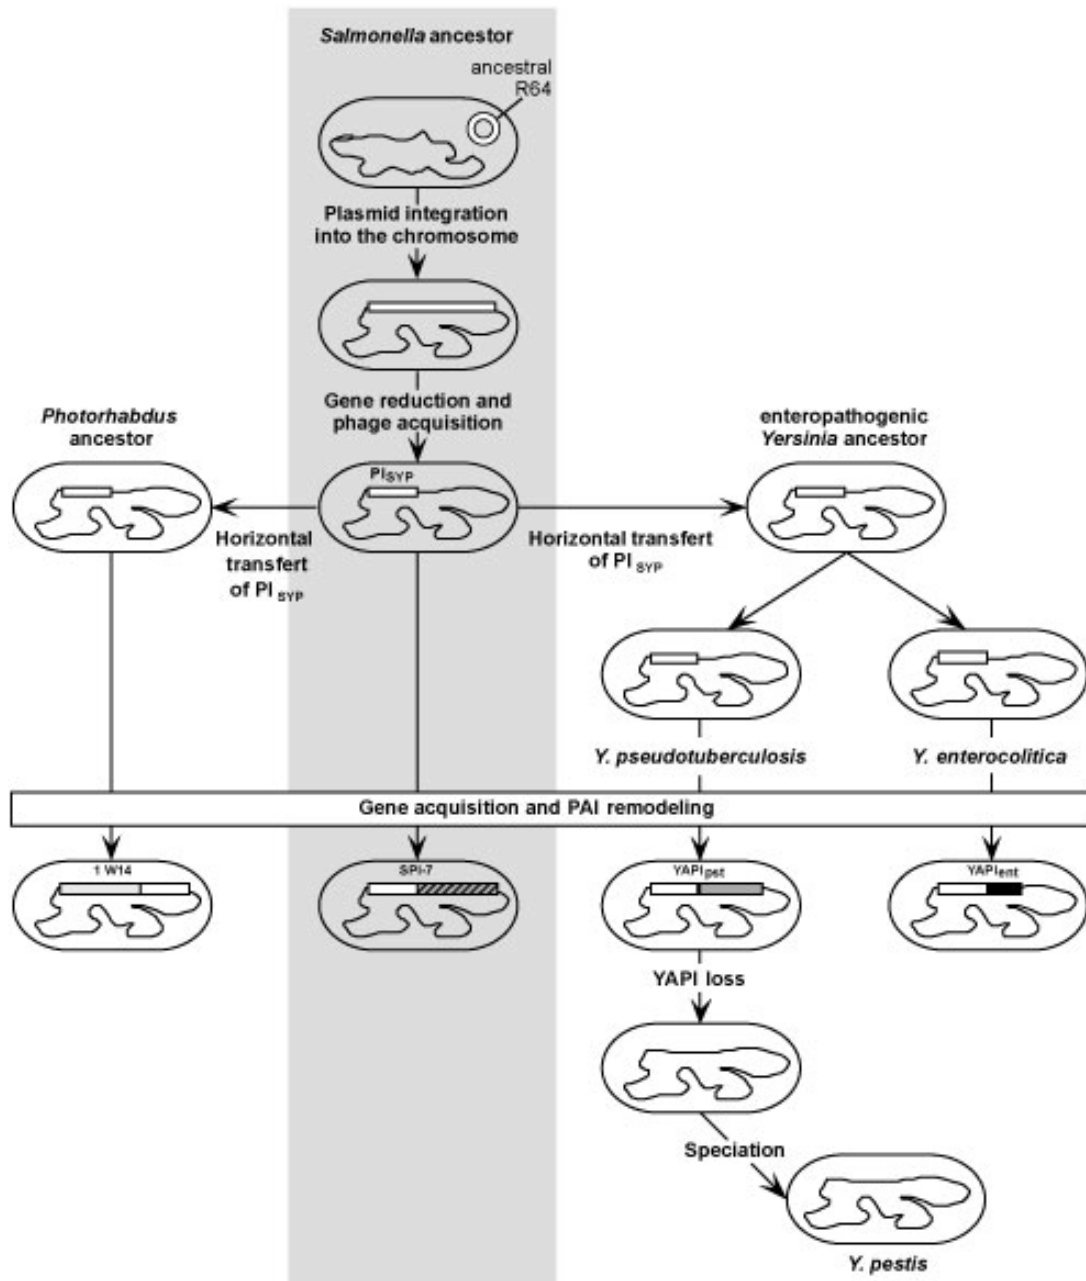 Salmonella ancestor
ancestral
R64
Plasmid integration
into the chromosome
Gene reduction and
phage acquisition
Photorhabdus
ancestor
enteropathogenic
Yersinia ancestor
PISYP
Horizontal
transfert
of PI SYP
Horizontal transfert
of PI SYP
Y. pseudotuberculosis
Y. enterocolitica
Gene acquisition and PAI remodeling
1 W14
SPI-7
YAPIpst
YAPIent
YAPI loss
Speciation
Y. pestis